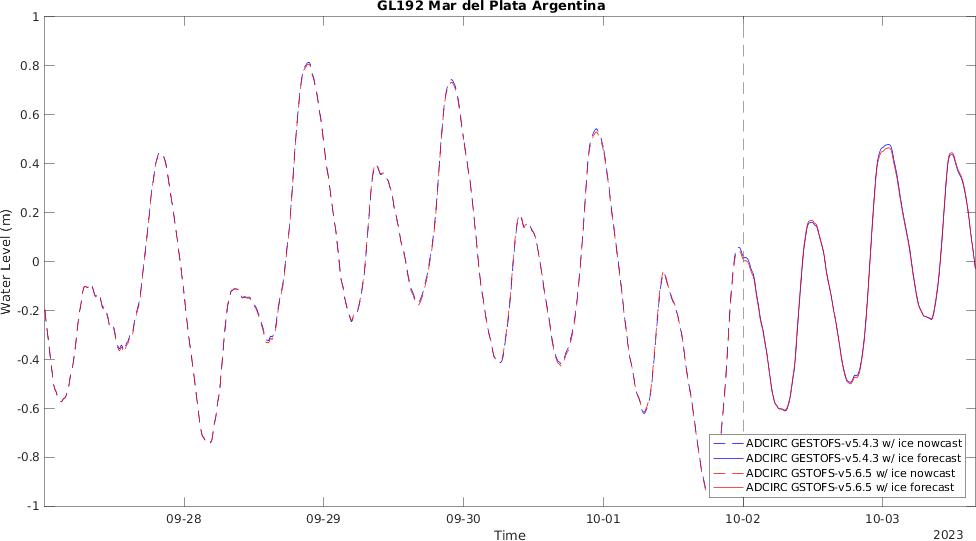 GL192 Mar del Plata Argentina
1
0.8
0.6
0.4
0.2
0
-0.2
-0.4
-0.6
-0.8
-1
Water Level (m)
09-28 09-29 09-30 10-01 10-02 10-03
Time
2023
ADCIRC GESTOFS-v5.4.3 w/ ice nowcast
ADCIRC GESTOFS-v5.4.3 w/ ice forecast
ADCIRC GSTOFS-v5.6.5 w/ ice nowcast
ADCIRC GSTOFS-v5.6.5 w/ ice forecast